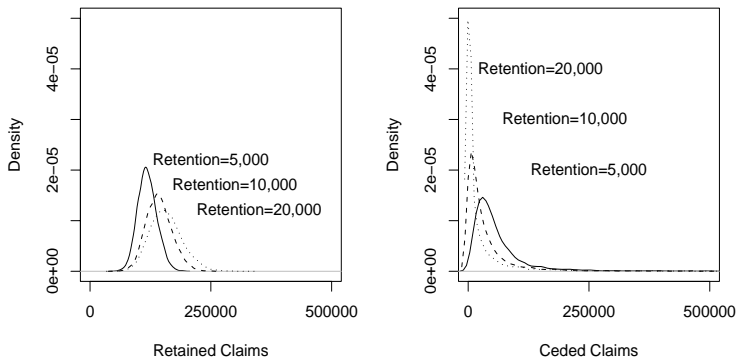 Density
0e+00
2e-05
4e-05
Retention=5,000
Retention=10,000
Retention=20,000
0
250000
500000
Retained Claims
Density
0e+00
2e-05
4e-05
Retention=20,000
Retention=10,000
Retention=5,000
0
250000
500000
Ceded Claims